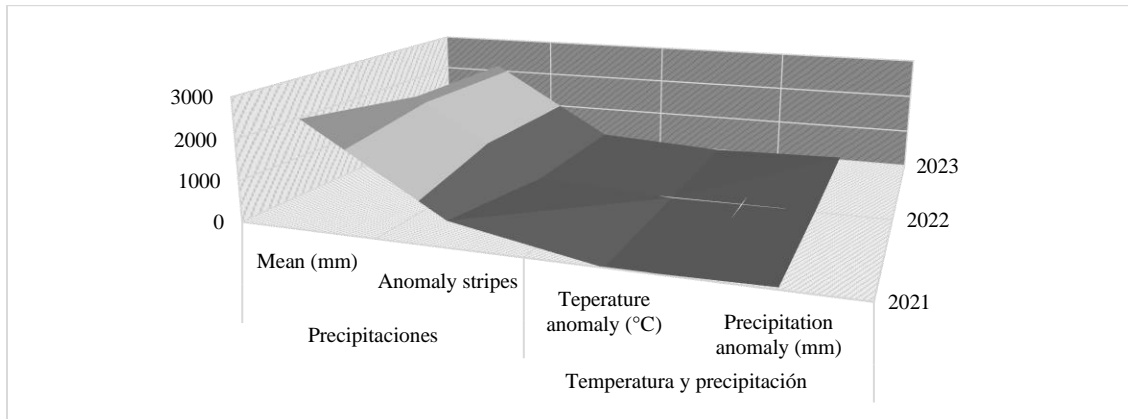 3000
2000
1000
0
2023
2022
2021
Mean (mm)
Anomaly stripes
Teperature
anomaly (°C)
Precipitation
anomaly (mm)
Precipitaciones
Temperatura y precipitación